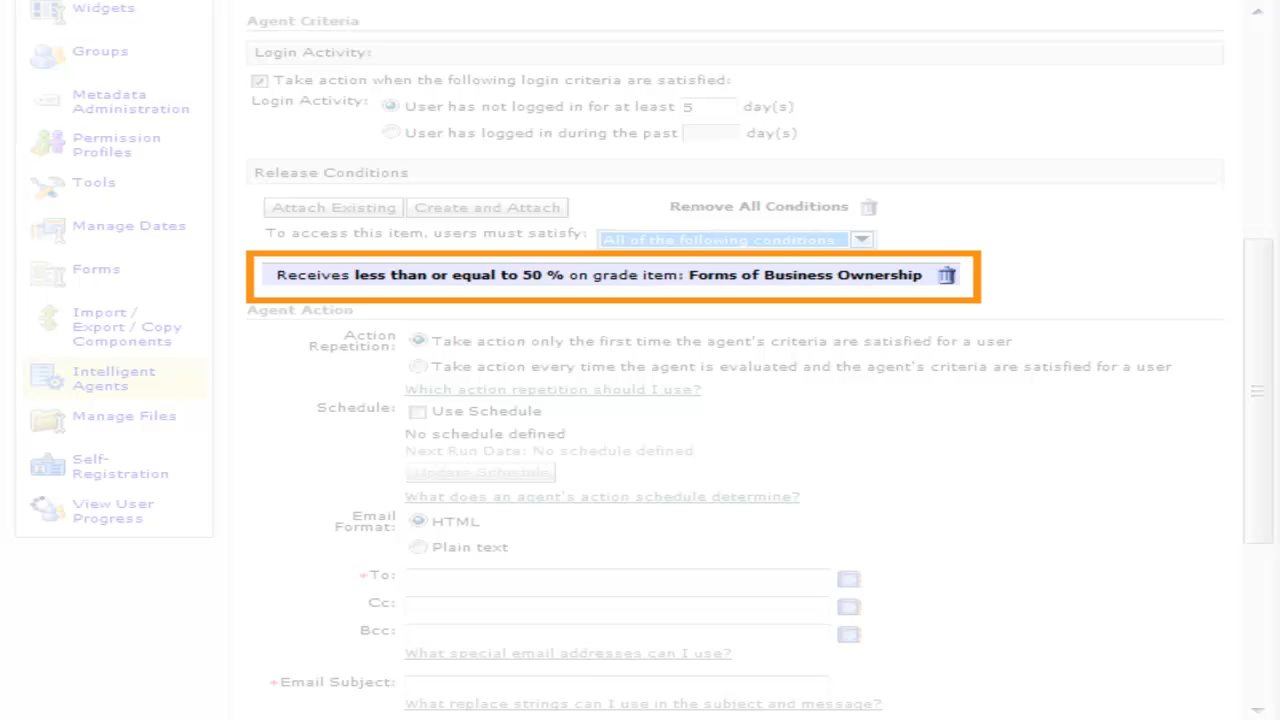 Widgets
Groups
Metadata
Administration
Permission
Profiles
Tools
Manage Dates
Forms
Import /
Export / Copy
Components
Intelligent
Agents
Manage Files
Self-
Registration
View User
Progress
Agent Criteria
Login Activity:
Take action when the following login criteria are satisfied:
Login Activity: User has not logged in for at least 5 day(s)
User has logged in during the past day(s)
Release Conditions
Attach Existing Create and Attach Remove All Conditions
To access this item, users must satisfy: All of the following conditions
Receives less than or equal to 50 % on grade item: Forms of Business Ownership
Agent Action
Action
Repetition: Take action only the first time the agent's criteria are satisfied for a user
Take action every time the agent is evaluated and the agent's criteria are satisfied for a user
Which action repetition should I use?
Schedule: Use Schedule
No schedule defined
Next Run Date: No schedule defined
Update Schedule
What does an agent's action schedule determine?
Email
Format: HTML
Plain text
*To:
Cc:
Bcc:
What special email addresses can I use?
*Email Subject:
What replace strings can I use in the subject and message?